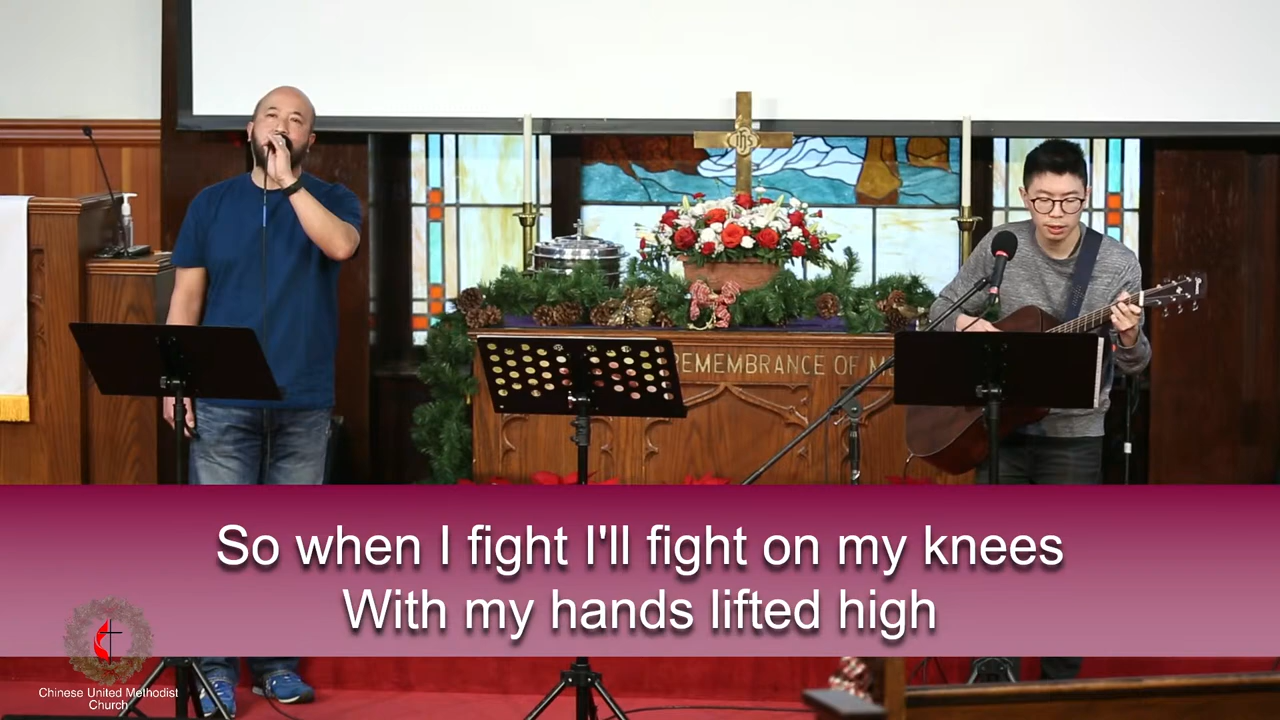 IHS
REMEMBRANCE OF M
So when I fight I'll fight on my knees
With my hands lifted high
Chinese United Methodist
Church